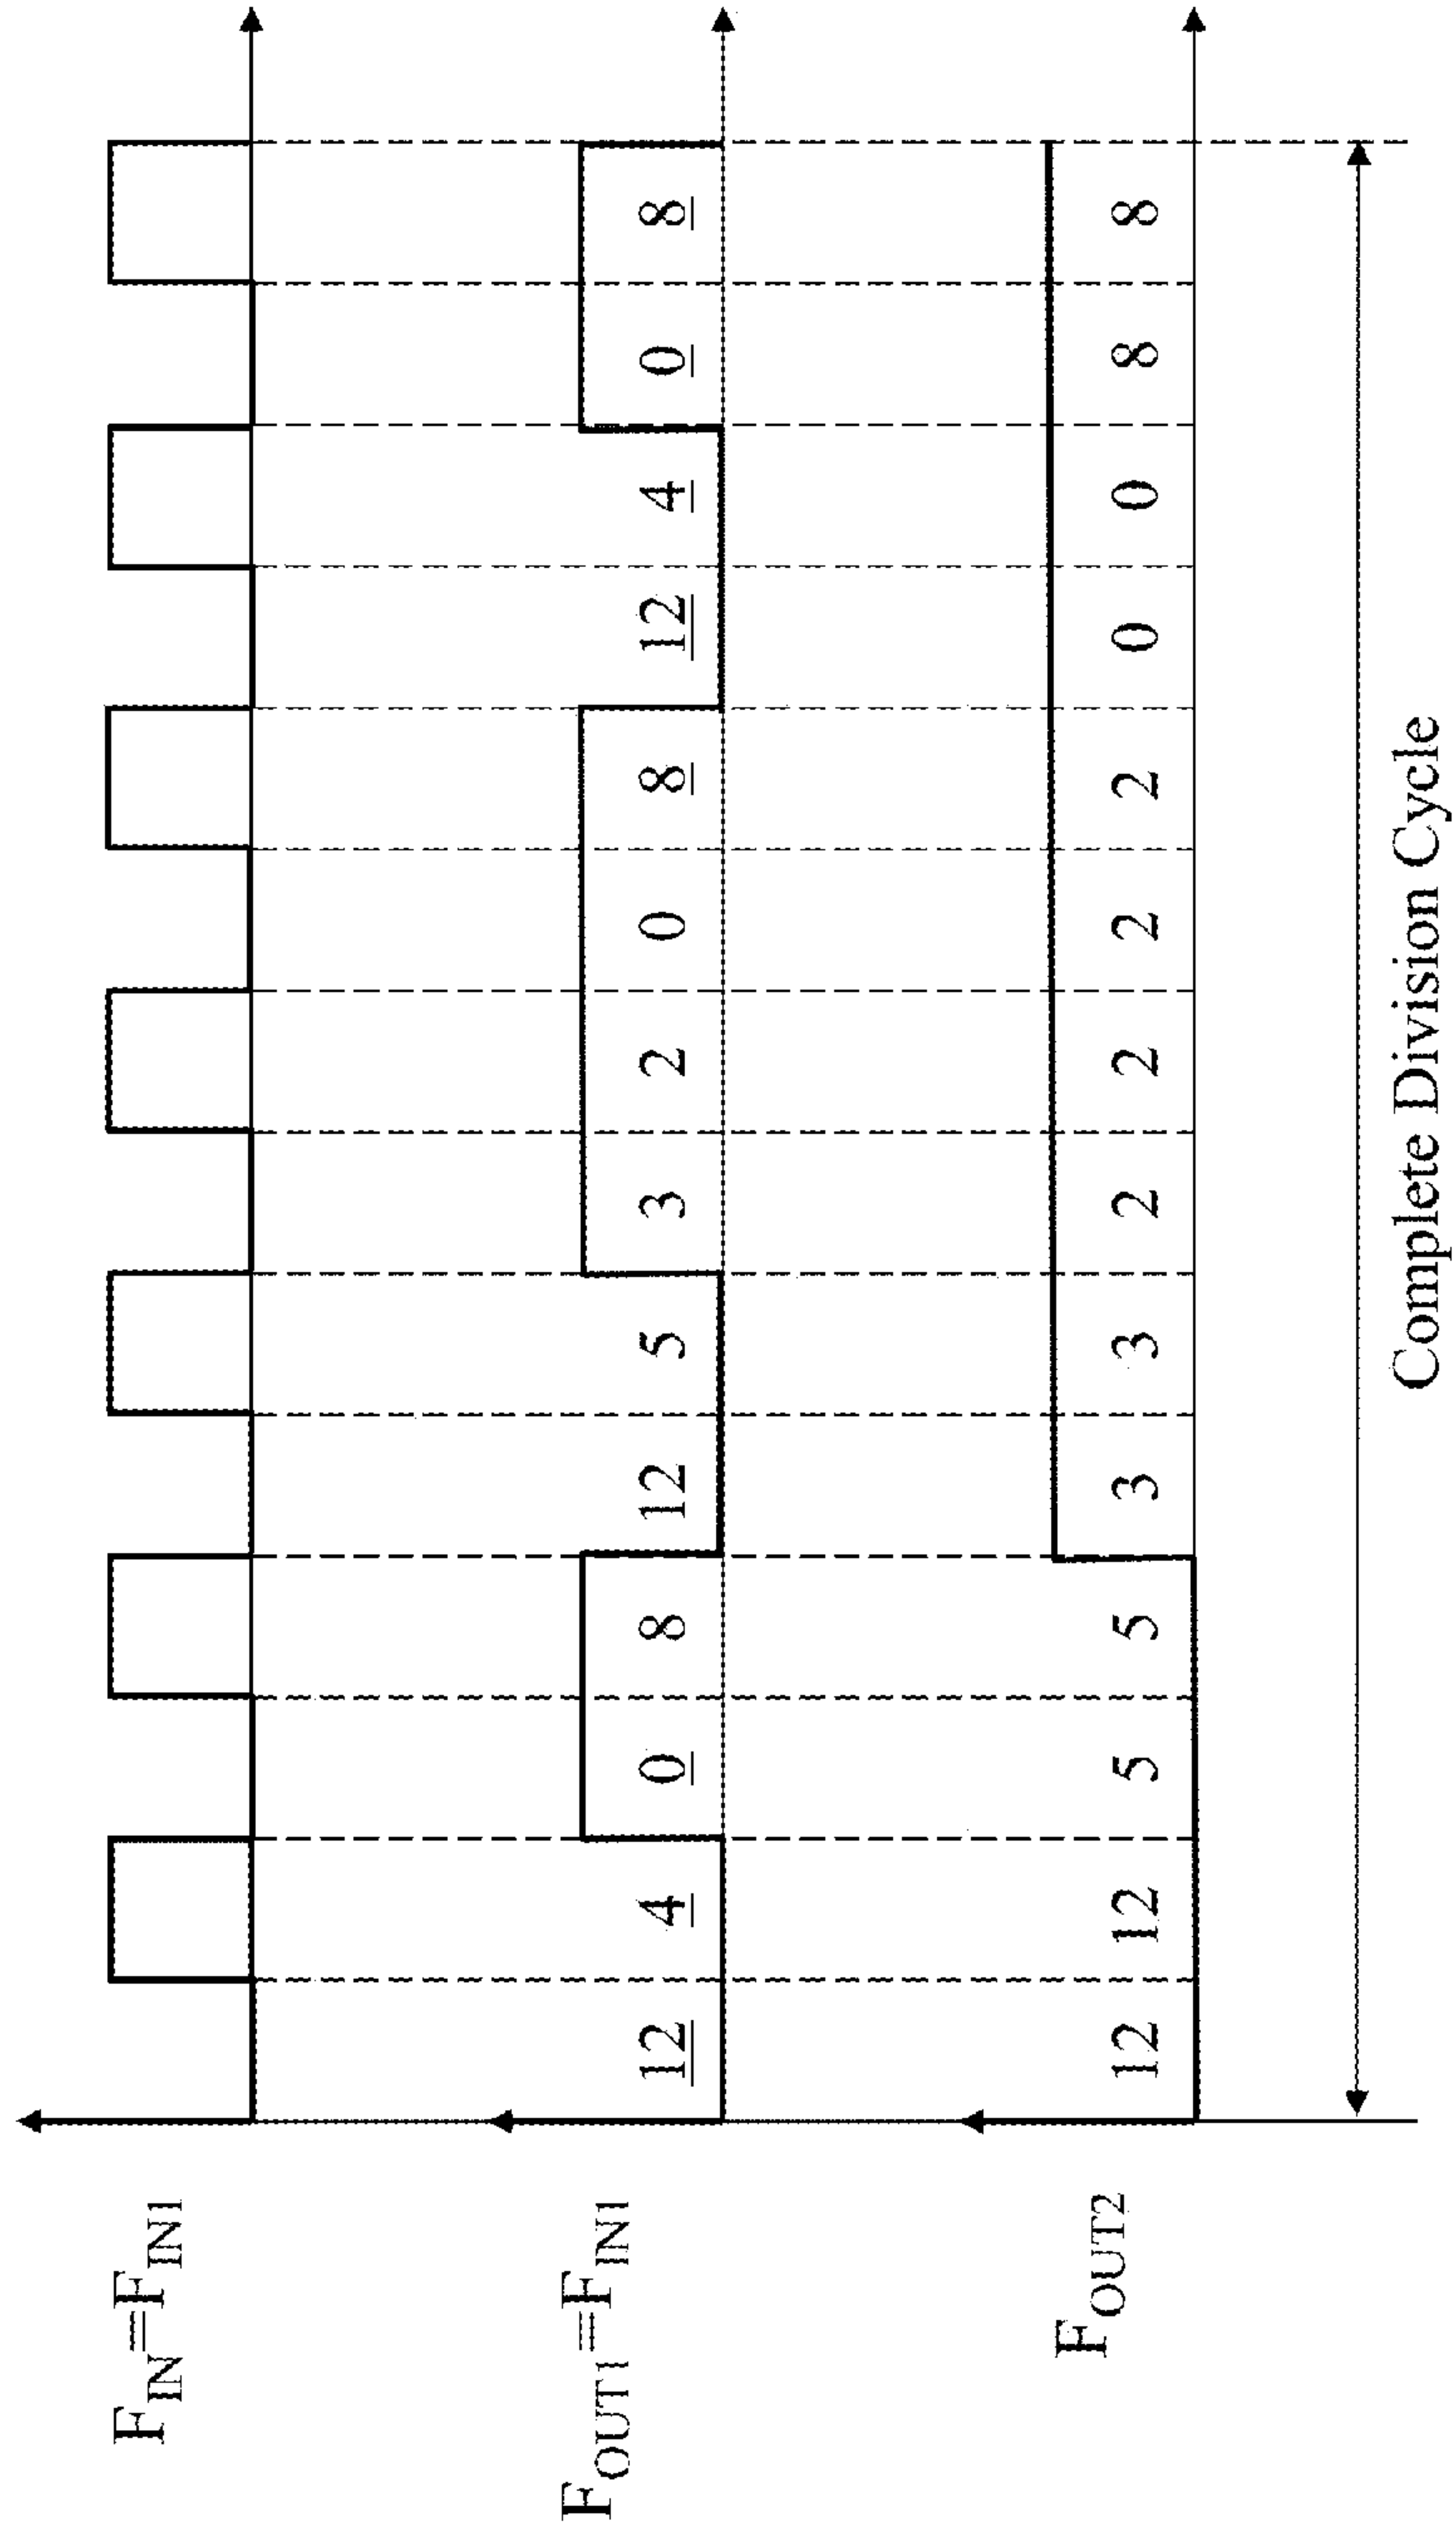 F_IN=F_IN1
F_OUT1=F_IN1
12 4 0 8 12 5 3 2 0 8 12 4 0 8
F_OUT2
12 12 5 5 3 3 2 2 2 2 0 0 8 8
Complete Division Cycle